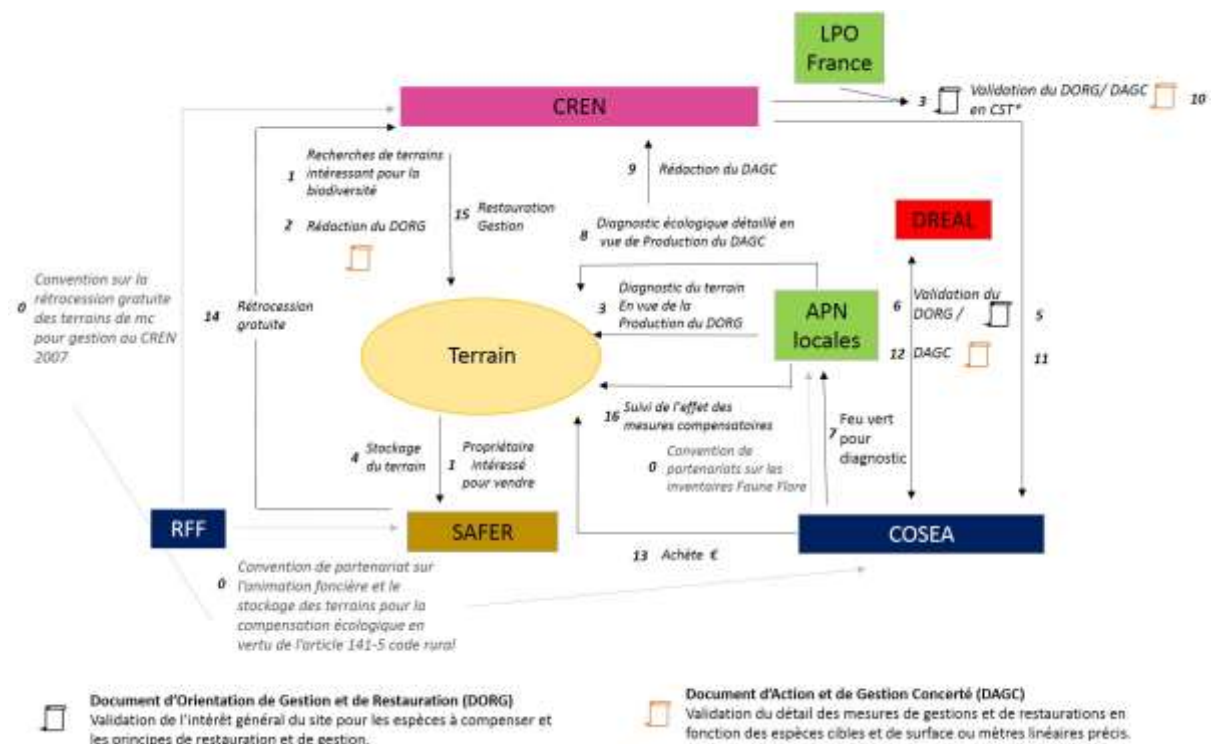 LPO
France
CREN
3 Validation du DORG/ DAGC 10
en CST*
1 Recherches de terrains
intéressant pour la
biodiversité
2 Rédaction du DORG
15 Restauration
Gestion
9 Rédaction du DAGC
8 Diagnostic écologique détaillé en
vue de Production du DAGC
DREAL
0 Convention sur la
rétrocession gratuite
des terrains de mc
pour gestion au CREN
2007
14 Rétrocession
gratuite
Terrain
3 Diagnostic du terrain
En vue de la
Production du DORG
APN
locales
6 Validation du
DORG /
5
12 DAGC
11
16 Suivi de l'effet des
mesures compensatoires
7 Feu vert
pour
diagnostic
0 Convention de
partenariats sur les
inventaires Faune Flore
4 Stockage
du terrain
1 Propriétaire
intéressé
pour vendre
RFF
SAFER
COSEA
13 Achète €
0 Convention de partenariat sur
l'animation foncière et le
stockage des terrains pour la
compensation écologique en
vertu de l'article 141-5 code rural
Document d'Orientation de Gestion et de Restauration (DORG)
Validation de l'intérêt général du site pour les espèces à compenser et
les principes de restauration et de gestion.
Document d'Action et de Gestion Concerté (DAGC)
Validation du détail des mesures de gestions et de restaurations en
fonction des espèces cibles et de surface ou mètres linéaires précis.